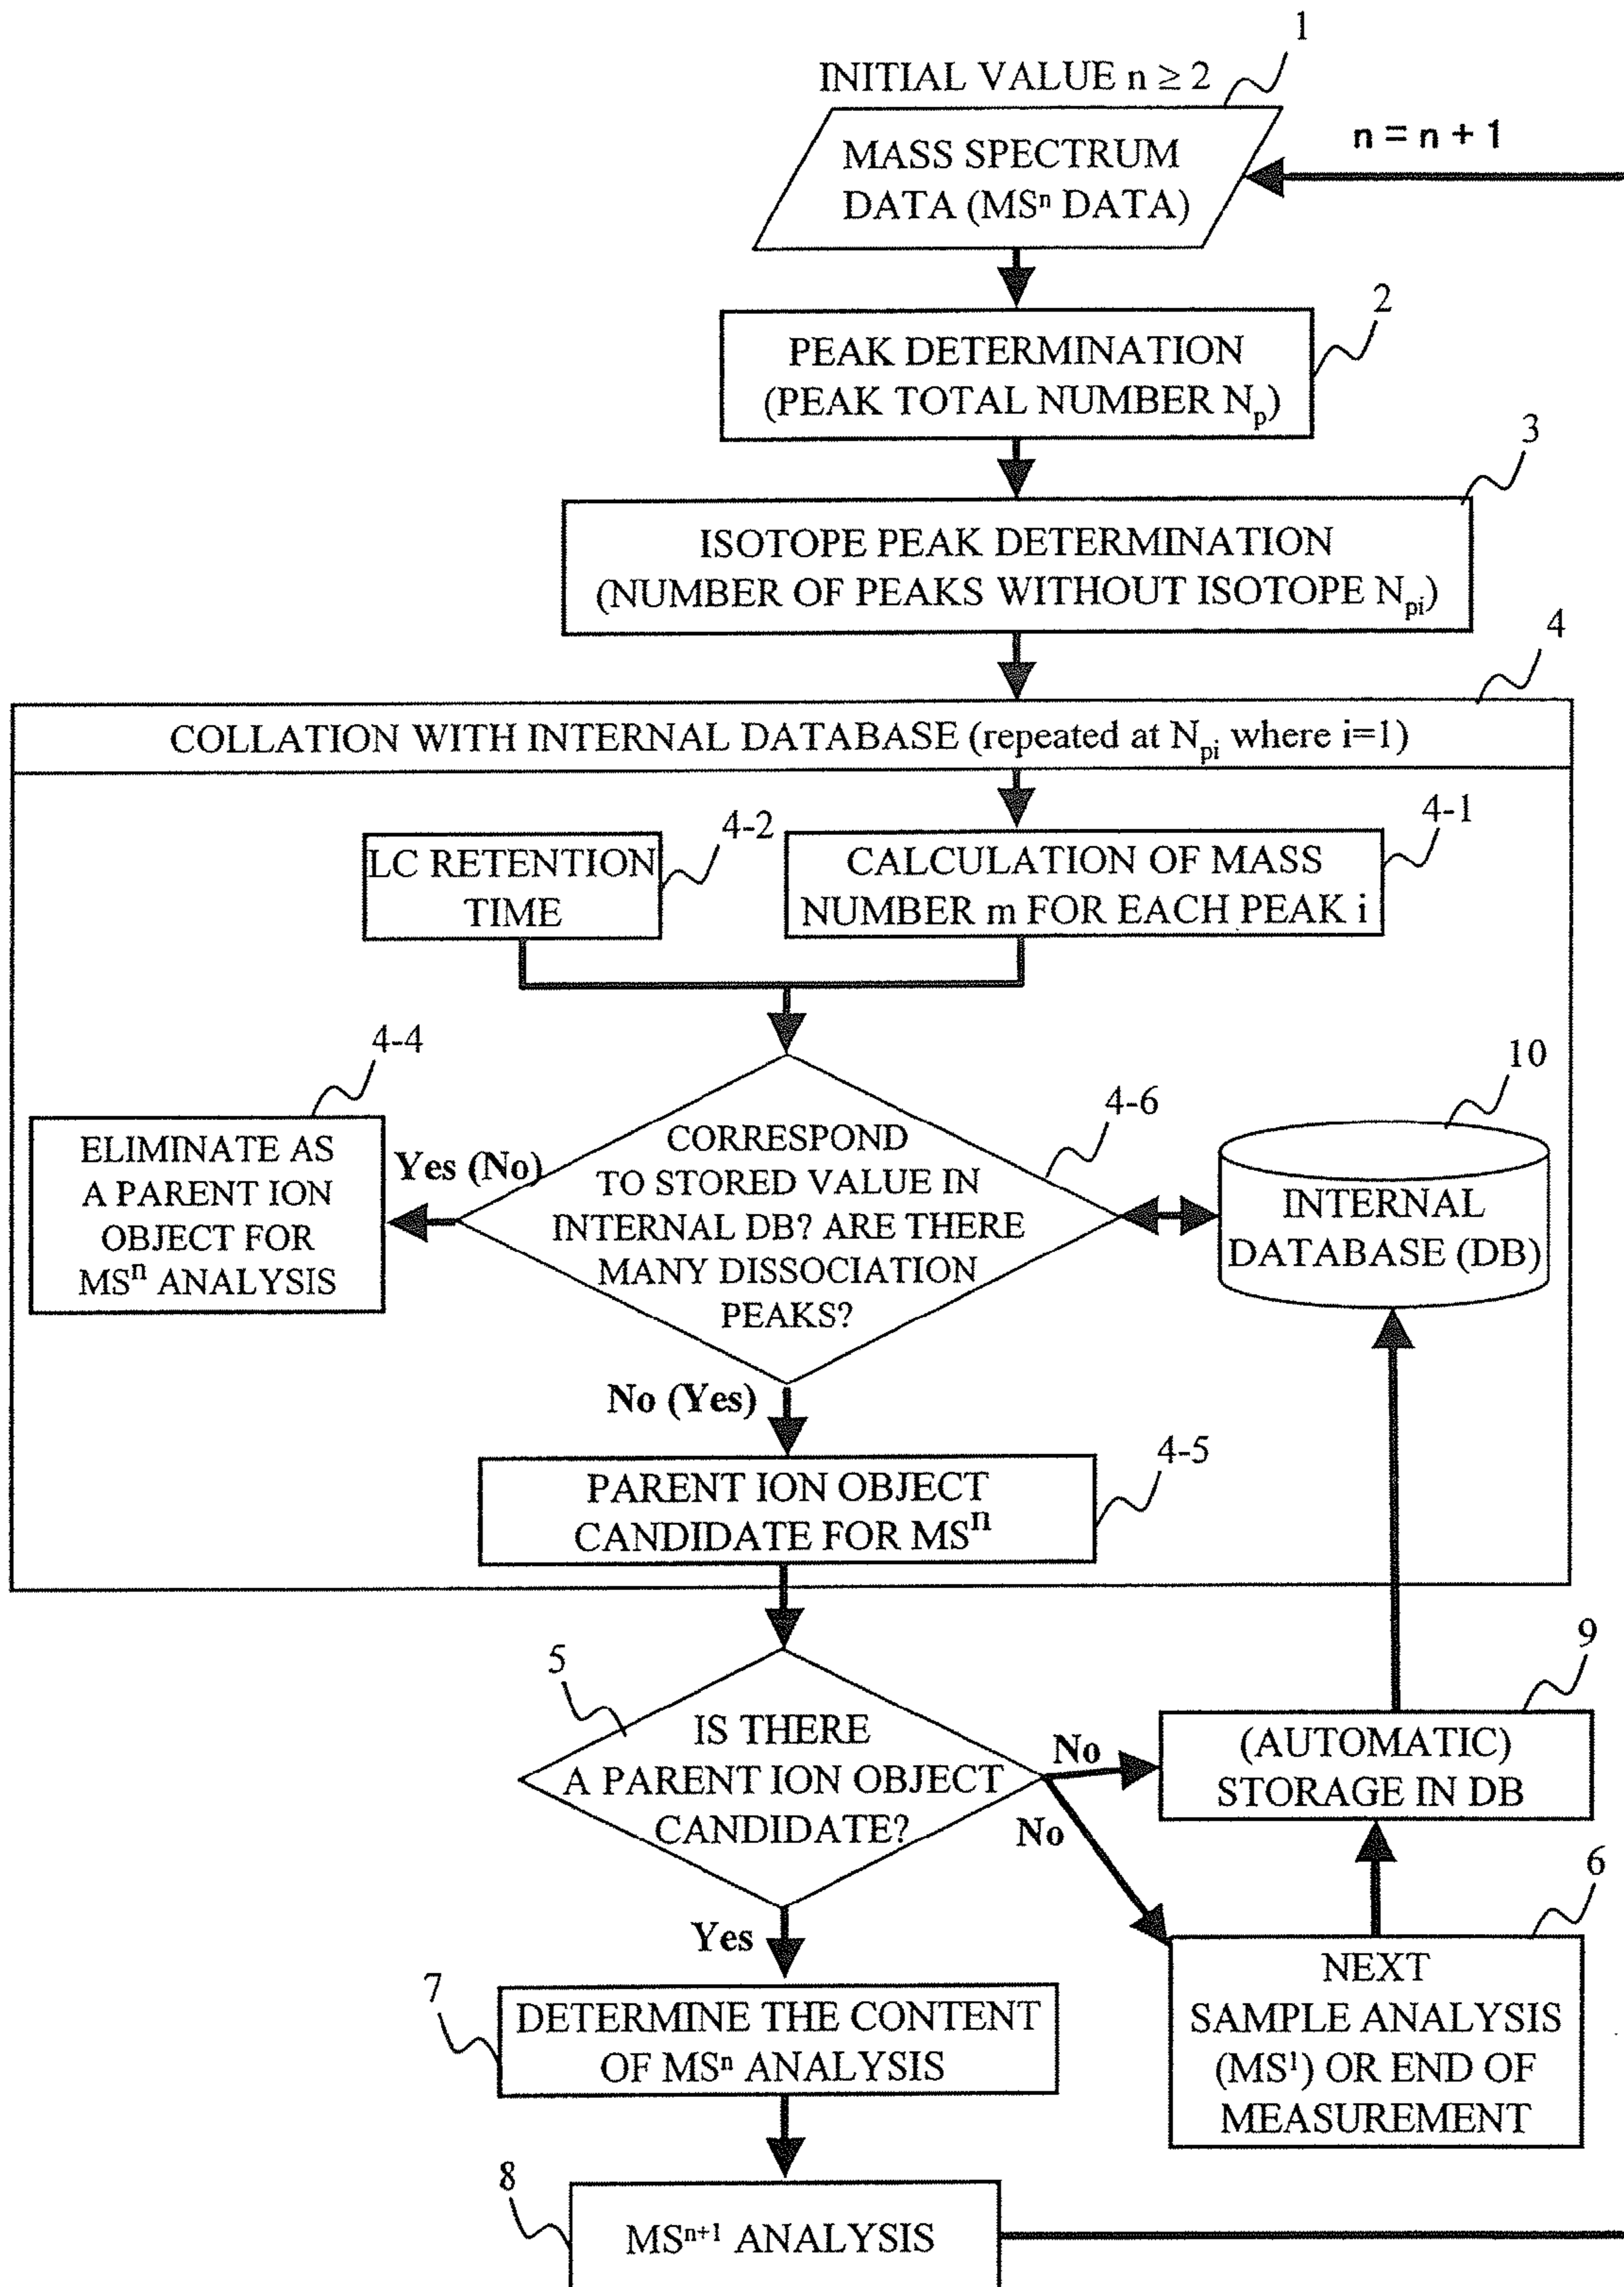 1
INITIAL VALUE n ≥ 2
MASS SPECTRUM
DATA (MSⁿ DATA)
n = n + 1
2
PEAK DETERMINATION
(PEAK TOTAL NUMBER Nₚ)
3
ISOTOPE PEAK DETERMINATION
(NUMBER OF PEAKS WITHOUT ISOTOPE Nₚᵢ)
4
COLLATION WITH INTERNAL DATABASE (repeated at Nₚᵢ where i=1)
4-2
LC RETENTION
TIME
4-1
CALCULATION OF MASS
NUMBER m FOR EACH PEAK i
4-4
ELIMINATE AS
A PARENT ION
OBJECT FOR
MSⁿ ANALYSIS
Yes (No)
4-6
CORRESPOND
TO STORED VALUE IN
INTERNAL DB? ARE THERE
MANY DISSOCIATION
PEAKS?
10
INTERNAL
DATABASE (DB)
No (Yes)
4-5
PARENT ION OBJECT
CANDIDATE FOR MSⁿ
5
IS THERE
A PARENT ION OBJECT
CANDIDATE?
No
No
9
(AUTOMATIC)
STORAGE IN DB
6
NEXT
SAMPLE ANALYSIS
(MS¹) OR END OF
MEASUREMENT
Yes
7
DETERMINE THE CONTENT
OF MSⁿ ANALYSIS
8
MSⁿ⁺¹ ANALYSIS